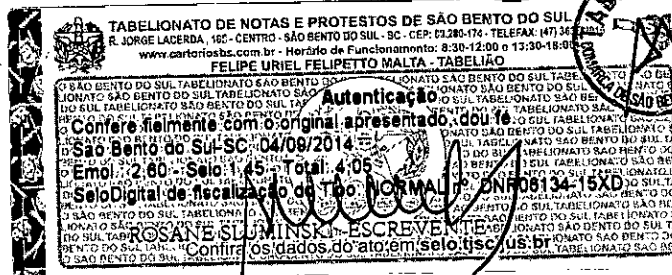 TABELIONATO DE NOTAS E PROTESTOS DE SÃO BENTO DO SUL
R. JORGE LACERDA, - CENTRO - SÃO BENTO DO SUL - SC - CEP: - TELEFAX: (47)
www.cartoriosbs.com.br - Horário de Funcionamento: 8:30-12:00 e 13:30-18:00
FELIPE URIEL FELIPETTO MALTA - TABELIÃO
Autenticação
Confere fielmente com o original apresentado, dou fé.
São Bento do Sul-SC, 04/09/2014
Emol.: 2,60 - Selo: 1,45 - Total: 4,05
Selo Digital de fiscalização do Tipo NORMAL nº 06134-15XD
ROSANE SLUMINSKI - ESCREVENTE
Confira os dados do ato em selo.tjsc.jus.br